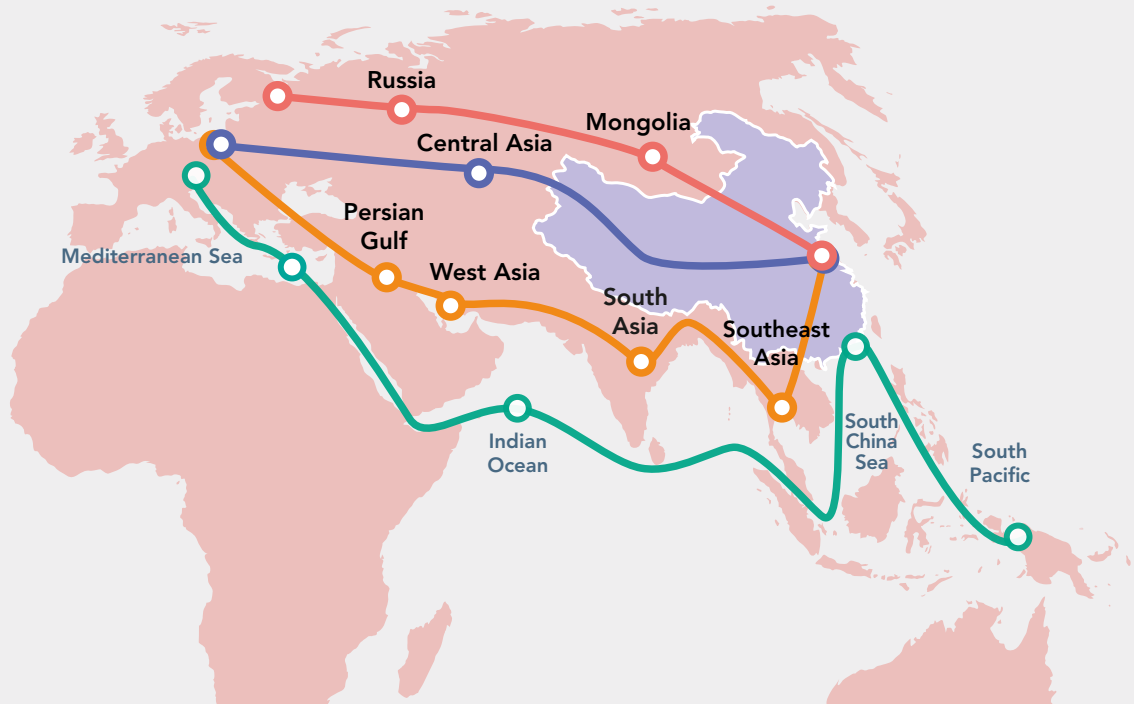 Russia
Mongolia
Central Asia
Persian
Gulf
Mediterranean Sea
West Asia
South
Asia
Southeast
Asia
South
China
Sea
Indian
Ocean
South
Pacific